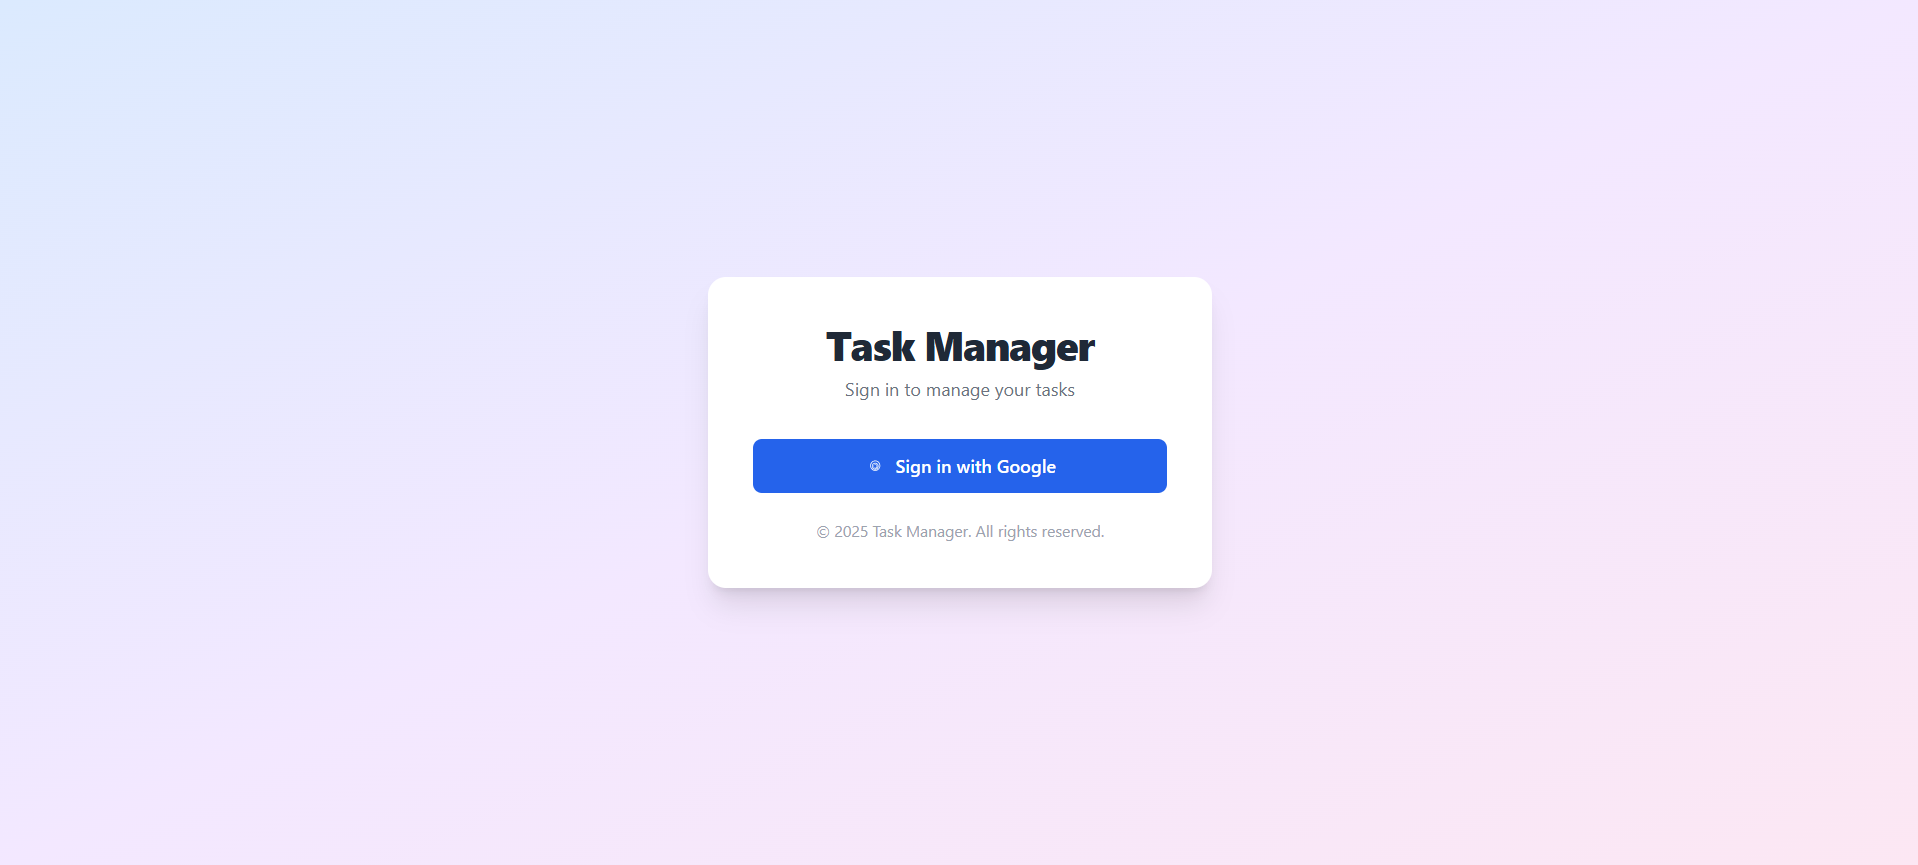 Task Manager
Sign in to manage your tasks
Sign in with Google
© 2025 Task Manager. All rights reserved.